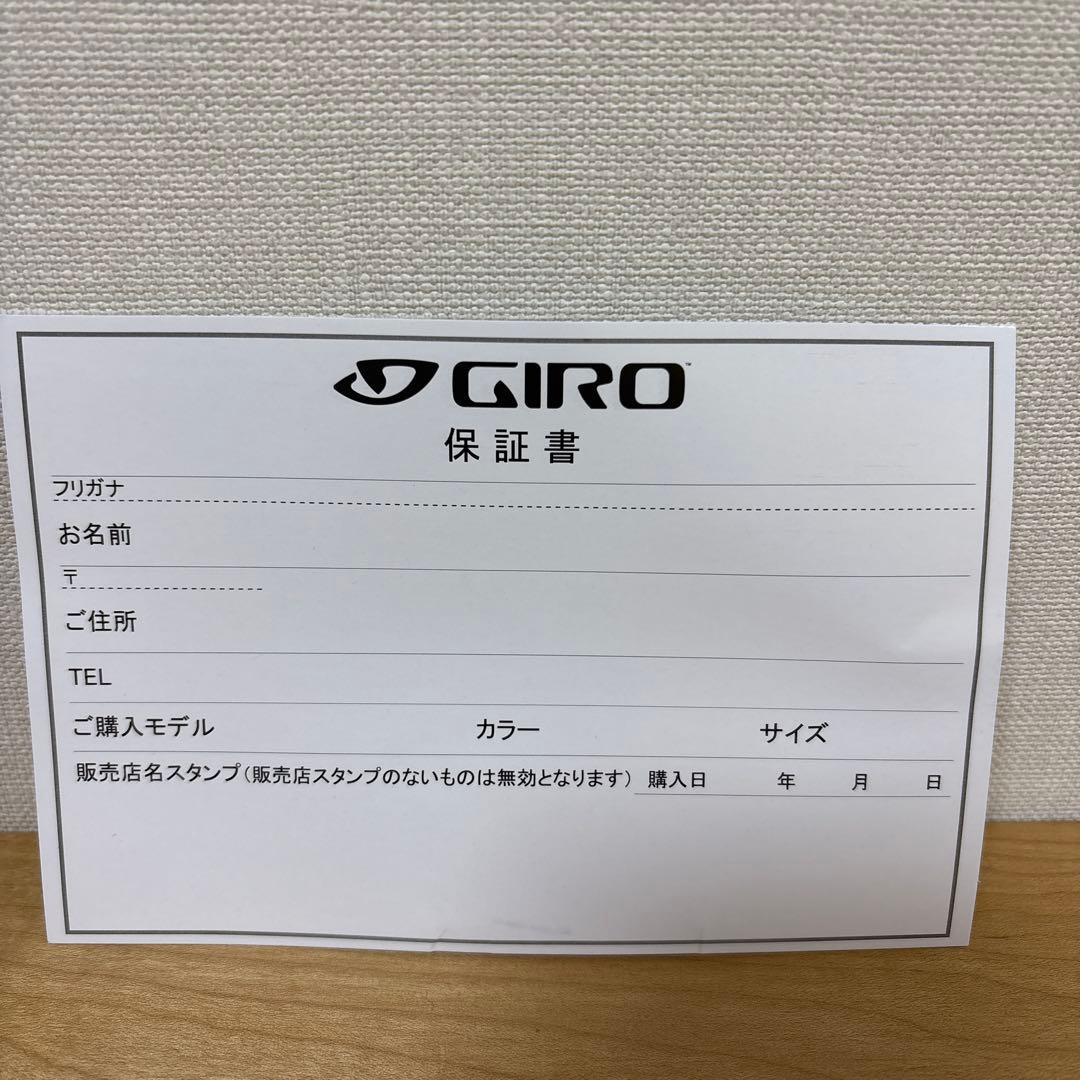 GIRO™
保証書
フリガナ
お名前
〒
ご住所
TEL
ご購入モデル カラー サイズ
販売店名スタンプ(販売店スタンプのないものは無効となります) 購入日 年 月 日